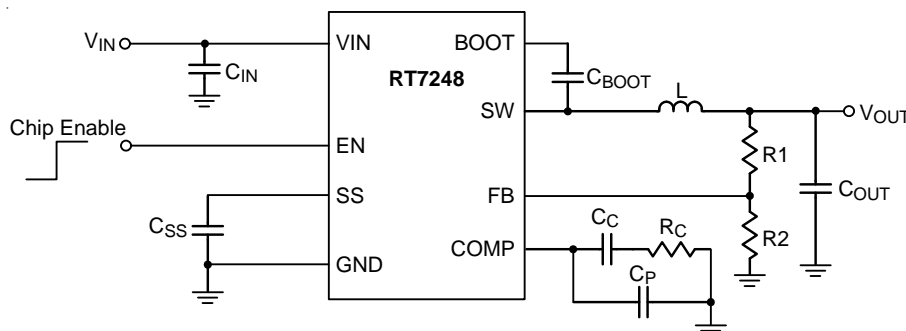 VIN
VIN
BOOT
CIN
RT7248
CBOOT
L
SW
VOUT
Chip Enable
EN
R1
SS
FB
COUT
CSS
CC
RC
R2
COMP
GND
CP